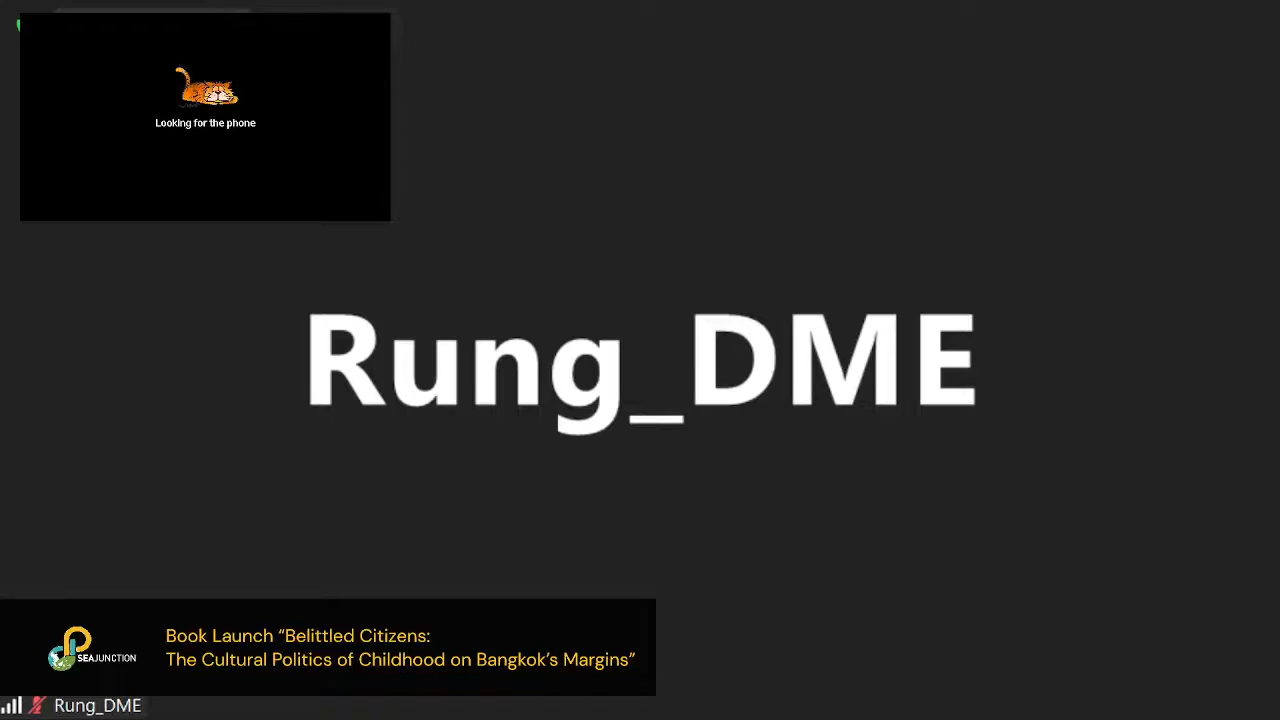 Looking for the phone
Rung_DME
SEAJUNCTION
Book Launch “Belittled Citizens:
The Cultural Politics of Childhood on Bangkok’s Margins”
Rung_DME